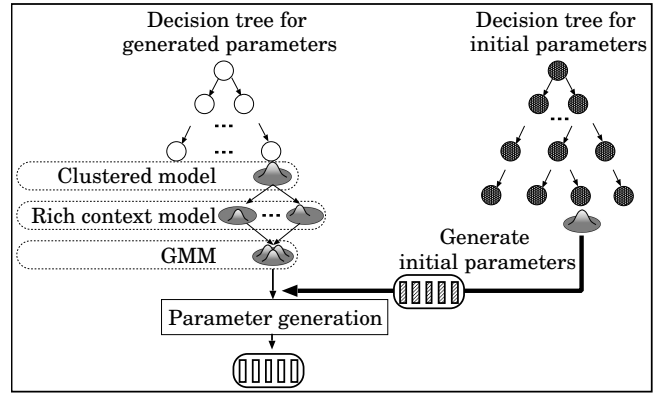 Decision tree for
generated parameters
Decision tree for
initial parameters
...
...
...
Clustered model
Rich context model
...
GMM
Generate
initial parameters
Parameter generation